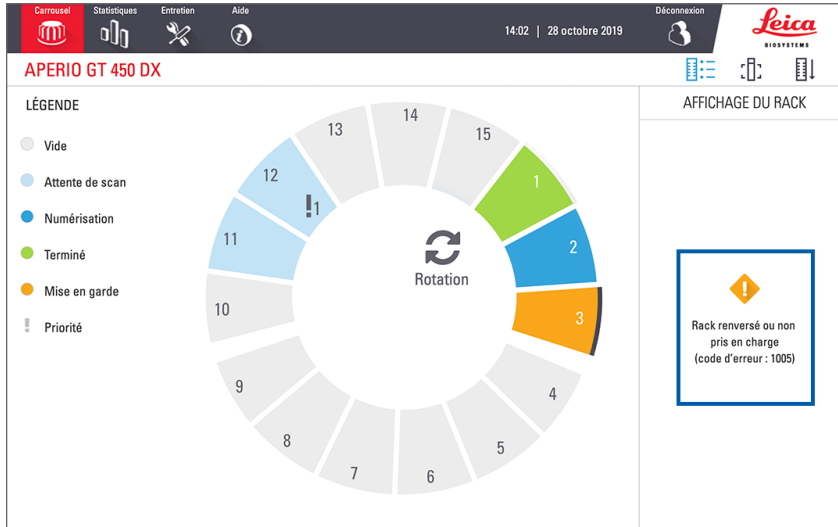 Carrousel
Statistiques
Entretien
Aide
14:02 | 28 octobre 2019
Déconnexion
Leica
BIOSYSTEMS
APERIO GT 450 DX
LÉGENDE
Vide
Attente de scan
Numérisation
Terminé
Mise en garde
! Priorité
1
2
3
4
5
6
7
8
9
10
11
12
!1
13
14
15
Rotation
AFFICHAGE DU RACK
Rack renversé ou non
pris en charge
(code d'erreur : 1005)